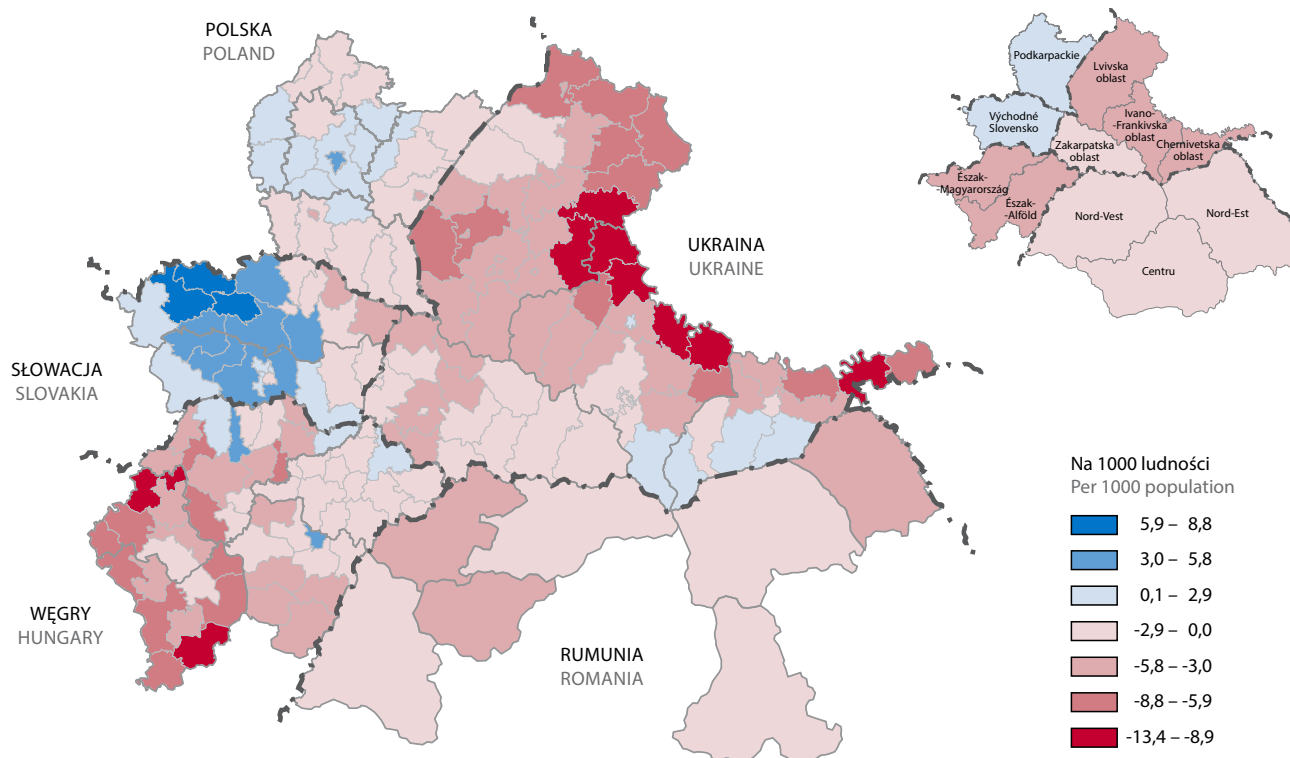 POLSKA
POLAND
UKRAINA
UKRAINE
SŁOWACJA
SLOVAKIA
WĘGRY
HUNGARY
RUMUNIA
ROMANIA
Podkarpackie
Lvivska
oblast
Východné
Slovensko
Ivano-
-Frankivska
oblast
Zakarpatska
oblast
Chernivetska
oblast
Észak-
-Magyarország
Észak-
-Alföld
Nord-Vest
Nord-Est
Centru
Na 1000 ludności
Per 1000 population
5,9 – 8,8
3,0 – 5,8
0,1 – 2,9
-2,9 – 0,0
-5,8 – -3,0
-8,8 – -5,9
-13,4 – -8,9